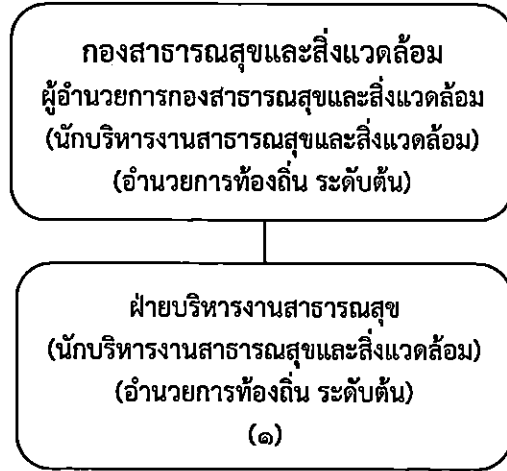 กองสาธารณสุขและสิ่งแวดล้อม
ผู้อำนวยการกองสาธารณสุขและสิ่งแวดล้อม
(นักบริหารงานสาธารณสุขและสิ่งแวดล้อม)
(อำนวยการท้องถิ่น ระดับต้น)
ฝ่ายบริหารงานสาธารณสุข
(นักบริหารงานสาธารณสุขและสิ่งแวดล้อม)
(อำนวยการท้องถิ่น ระดับต้น)
(๑)